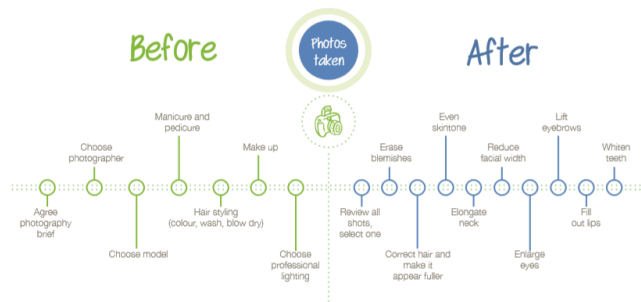 Before
Photos
taken
After
Agree
photography
brief
Choose
photographer
Choose model
Manicure and
pedicure
Hair styling
(colour, wash, blow dry)
Make up
Choose
professional
lighting
Review all
shots,
select one
Erase
blemishes
Correct hair and
make it
appear fuller
Even
skintone
Elongate
neck
Reduce
facial width
Enlarge
eyes
Lift
eyebrows
Fill
out lips
Whiten
teeth